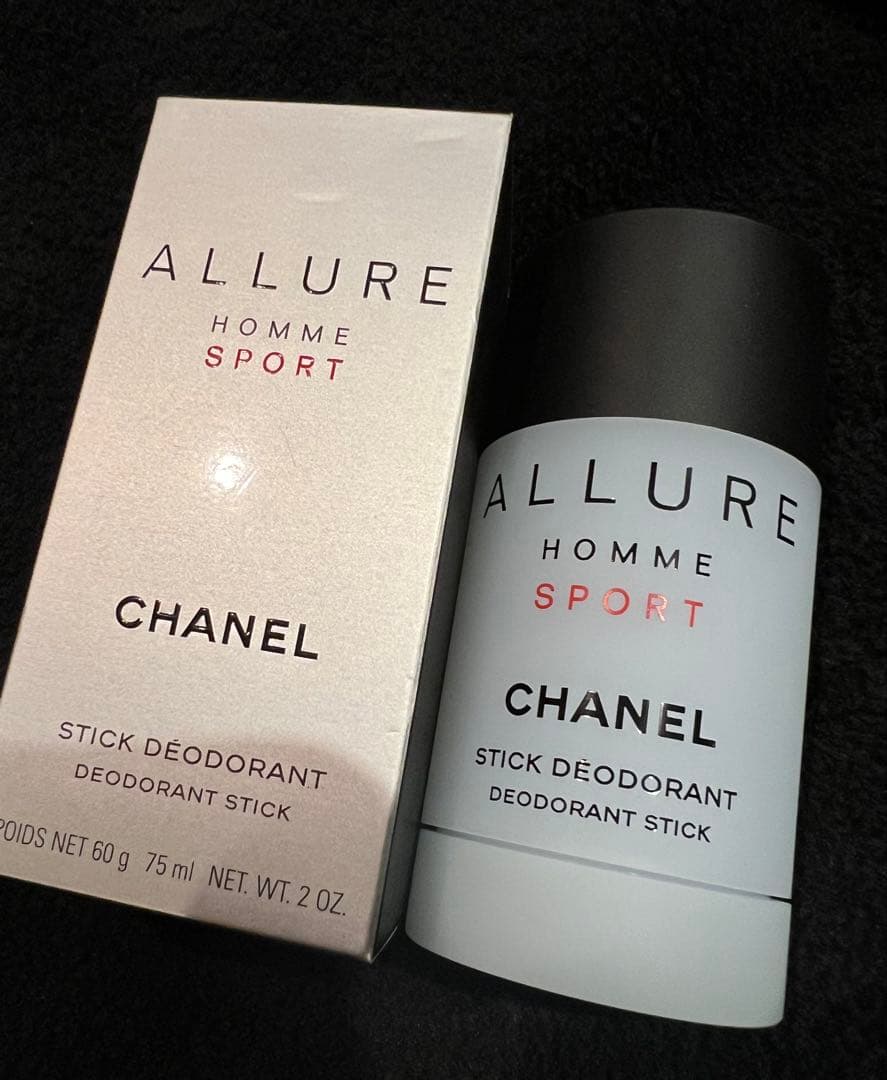 ALLURE
HOMME
SPORT
CHANEL
STICK DÉODORANT
DEODORANT STICK
POIDS NET 60 g 75 ml NET. WT. 2 OZ.
ALLURE
HOMME
SPORT
CHANEL
STICK DÉODORANT
DEODORANT STICK